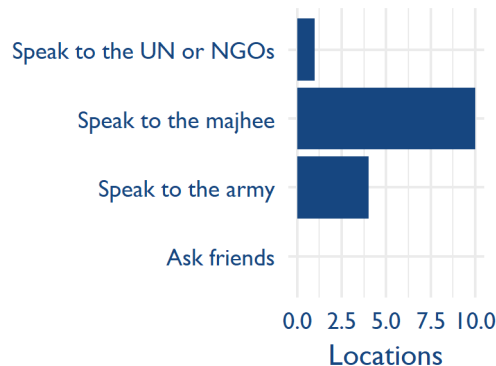 Speak to the UN or NGOs
Speak to the majhee
Speak to the army
Ask friends
0.0 2.5 5.0 7.5 10.0
Locations